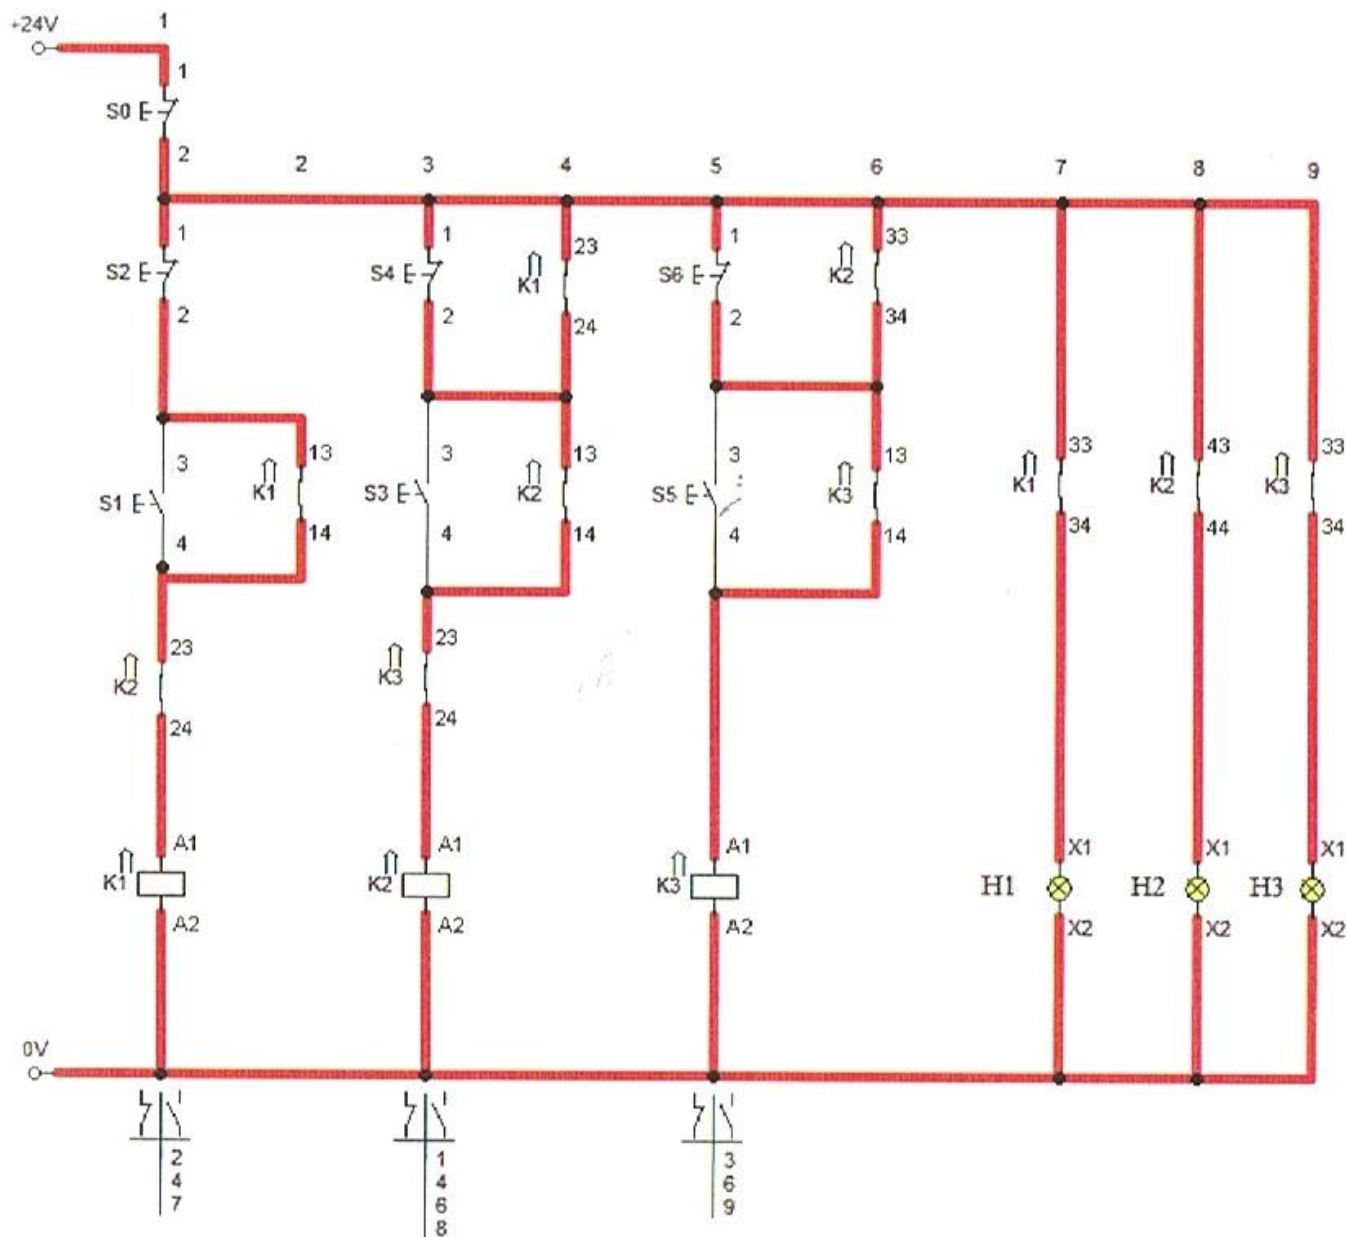 1
+24V
1
S0
2
2 3 4 5 6 7 8 9
1 1 23 1 33
S2 S4 K1 S6 K2
2 2 24 2 34
3 13 3 13 3 13 33 43 33
S1 K1 S3 K2 S5 K3 K1 K2 K3
4 14 4 14 4 14 34 44 34
23 23
K2 K3
24 24
A1 A1 A1 X1 X1 X1
K1 K2 K3 H1 H2 H3
A2 A2 A2 X2 X2 X2
0V
2 1 3
4 4 6
7 6 9
8